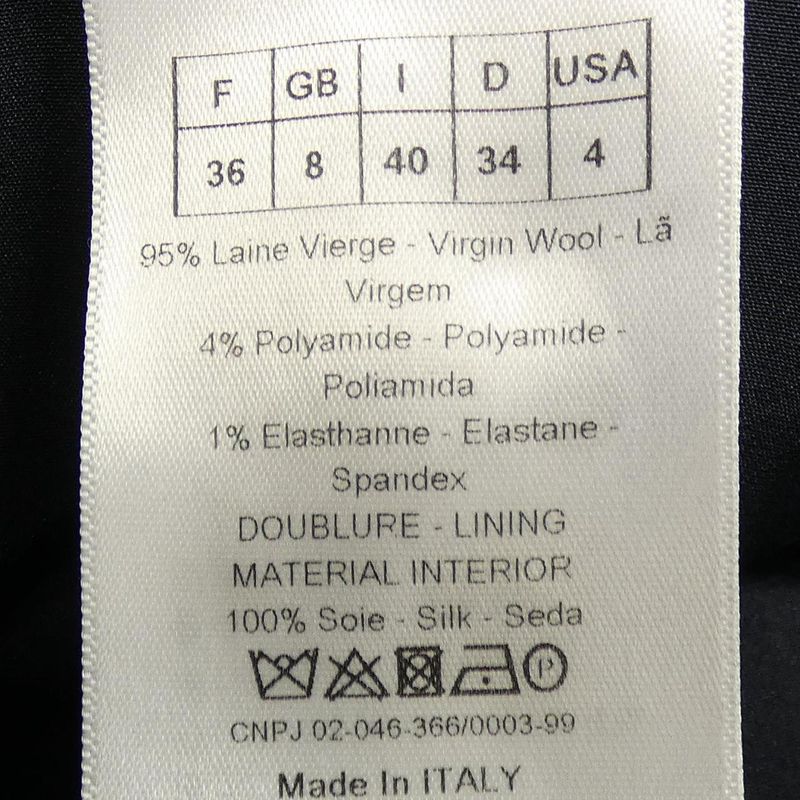 F GB I D USA
36 8 40 34 4
95% Laine Vierge - Virgin Wool - Lã
Virgem
4% Polyamide - Polyamide -
Poliamida
1% Elasthanne - Elastane -
Spandex
DOUBLURE - LINING
MATERIAL INTERIOR
100% Soie - Silk - Seda
P
CNPJ 02-046-366/0003-99
Made In ITALY